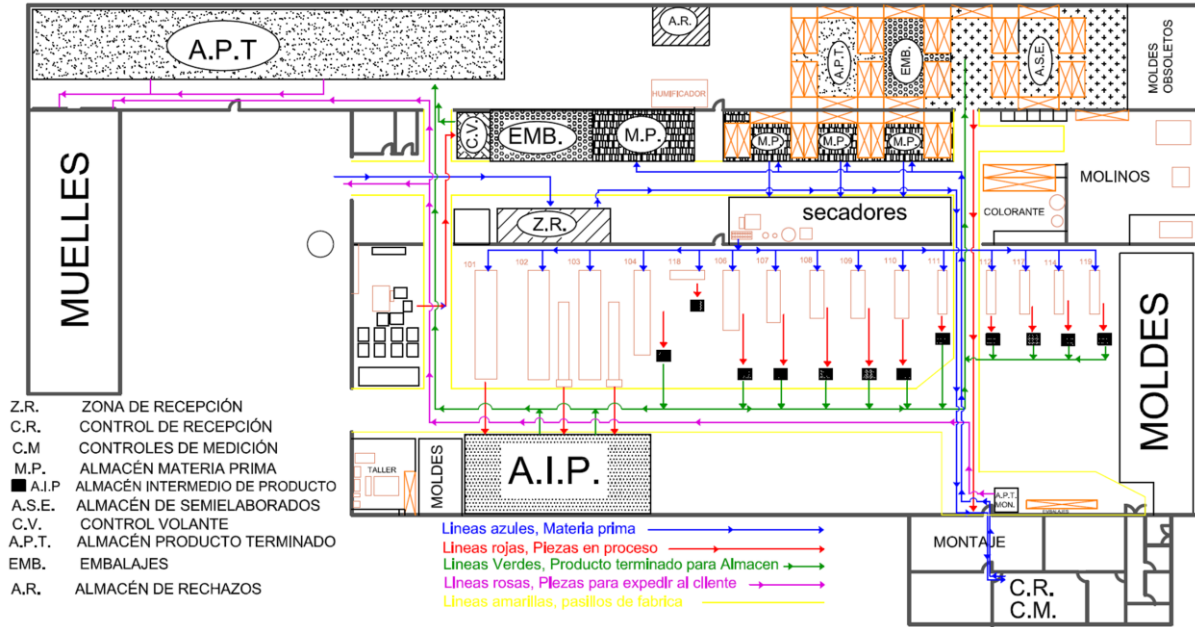 A.R.
A.P.T
A.P.T.
EMB.
A.S.E.
MOLDES
OBSOLETOS
HUMIFICADOR
C.V.
EMB.
M.P.
M.P.
M.P.
M.P.
MOLINOS
COLORANTE
Z.R.
secadores
MUELLES
101
102
103
104
118
106
107
108
109
110
111
112
117
114
119
MOLDES
Z.R. ZONA DE RECEPCIÓN
C.R. CONTROL DE RECEPCIÓN
C.M CONTROLES DE MEDICIÓN
M.P. ALMACÉN MATERIA PRIMA
A.I.P ALMACÉN INTERMEDIO DE PRODUCTO
A.S.E. ALMACÉN DE SEMIELABORADOS
C.V. CONTROL VOLANTE
A.P.T. ALMACÉN PRODUCTO TERMINADO
EMB. EMBALAJES
A.R. ALMACÉN DE RECHAZOS
TALLER
MOLDES
A.I.P.
A.P.T.
MON.
Lineas azules, Materia prima
Lineas rojas, Piezas en proceso
Lineas Verdes, Producto terminado para Almacen
Lineas rosas, Piezas para expedir al cliente
Lineas amarillas, pasillos de fabrica
MONTAJE
C.R.
C.M.